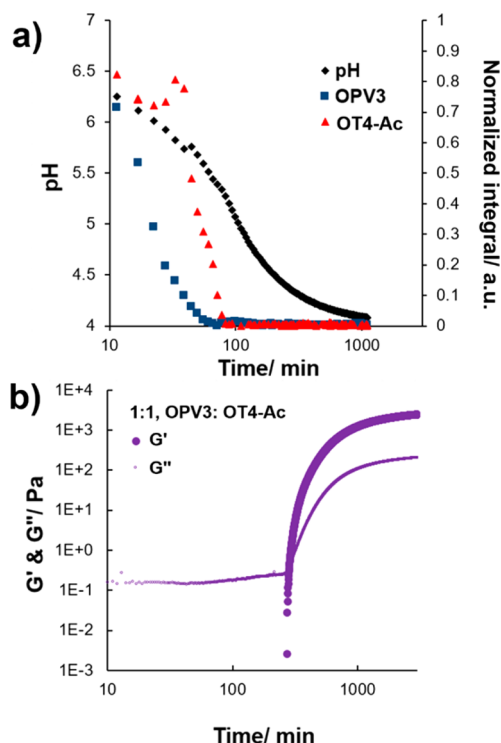 a)
7
6.5
6
5.5
5
4.5
4
pH
1
0.9
0.8
0.7
0.6
0.5
0.4
0.3
0.2
0.1
0
Normalized integral/ a.u.
pH
OPV3
OT4-Ac
10
100
1000
Time/ min
b)
1E+4
1E+3
1E+2
1E+1
1E+0
1E-1
1E-2
1E-3
G' & G"/ Pa
1:1, OPV3: OT4-Ac
G'
G"
10
100
1000
Time/ min